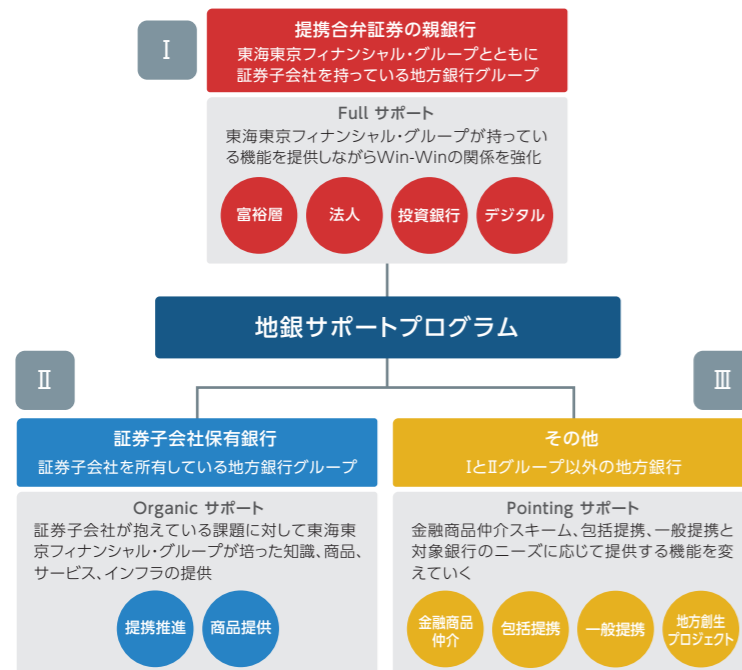 Ⅰ
提携合弁証券の親銀行
東海東京フィナンシャル・グループとともに
証券子会社を持っている地方銀行グループ
Full サポート
東海東京フィナンシャル・グループが持ってい
る機能を提供しながらWin-Winの関係を強化
富裕層
法人
投資銀行
デジタル
地銀サポートプログラム
Ⅱ
証券子会社保有銀行
証券子会社を所有している地方銀行グループ
Organic サポート
証券子会社が抱えている課題に対して東海東
京フィナンシャル・グループが培った知識、商品、
サービス、インフラの提供
提携推進
商品提供
Ⅲ
その他
ⅠとⅡグループ以外の地方銀行
Pointing サポート
金融商品仲介スキーム、包括提携、一般提携と
対象銀行のニーズに応じて提供する機能を変
えていく
金融商品
仲介
包括提携
一般提携
地方創生
プロジェクト